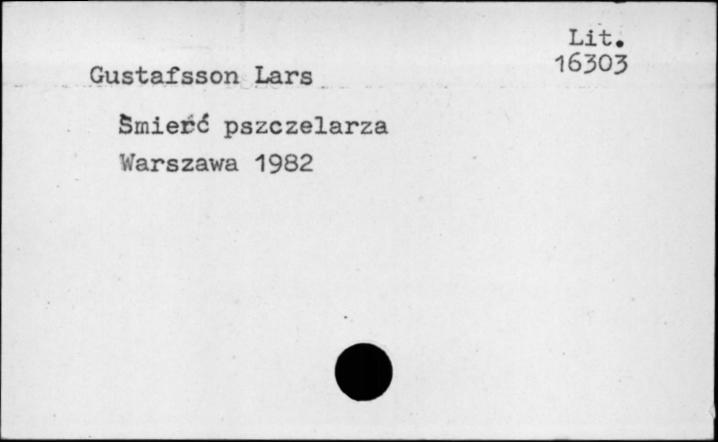 Lit.
16303
Gustafsson Lars
Śmierć pszczelarza
Warszawa 1982